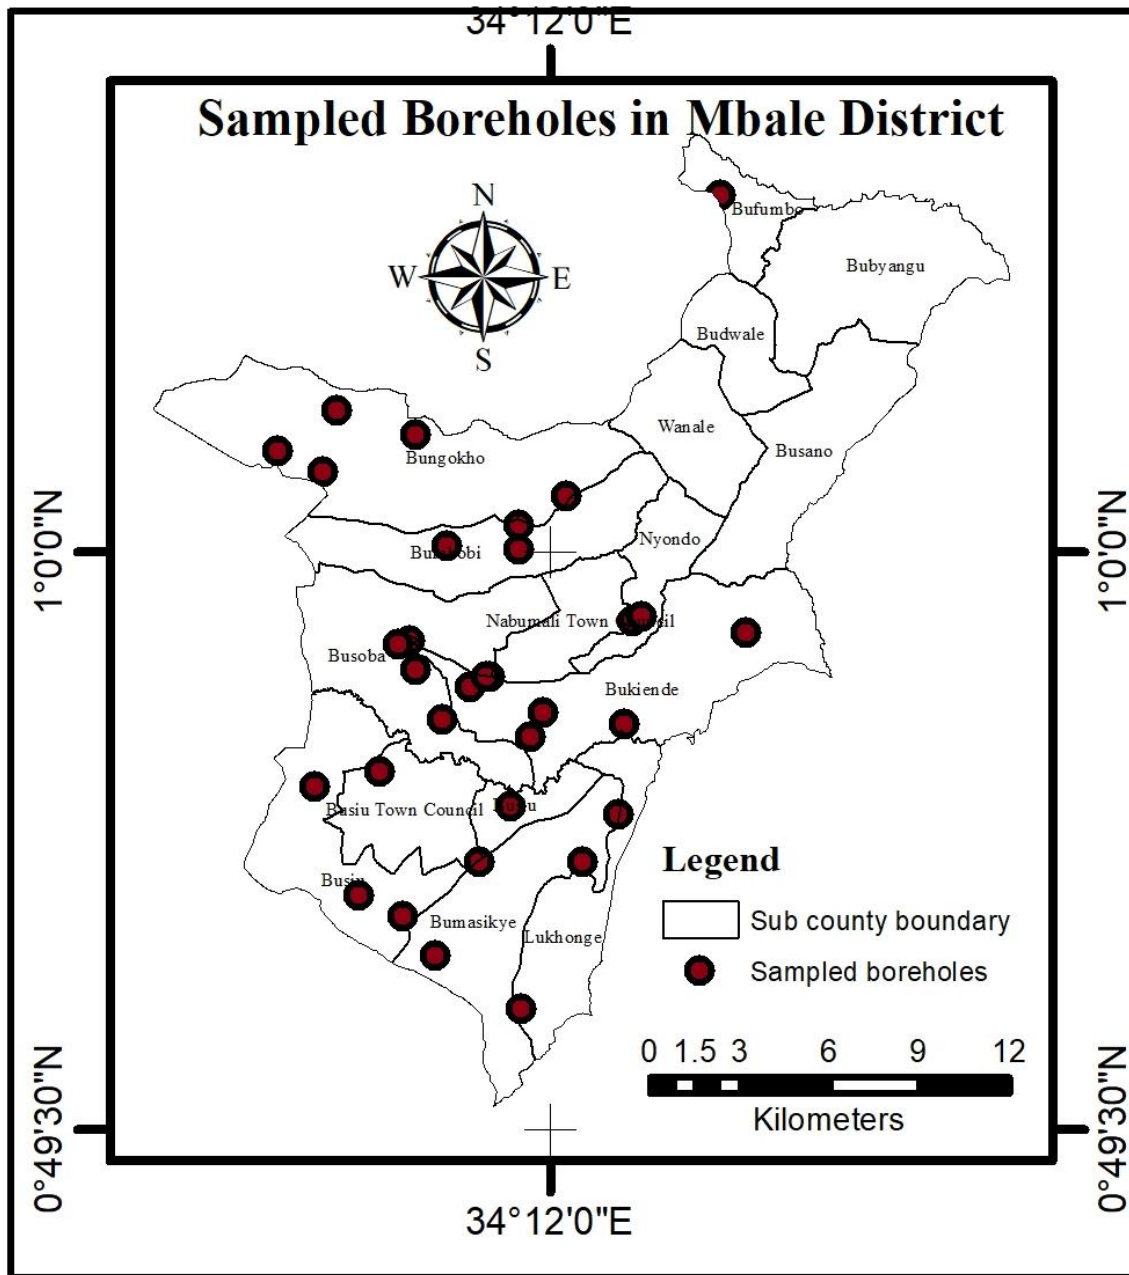 34°12'0"E
Sampled Boreholes in Mbale District
N
W
E
S
Bufumbo
Bubyangu
Budwale
Wanale
Busano
Bungokho
Nyondo
1°0'0"N
1°0'0"N
Nabumali Town Council
Busoba
Bukiende
Busiu Town Council
Busiu
Bumasikye
Lukhonge
Legend
Sub county boundary
Sampled boreholes
0 1.5 3 6 9 12
Kilometers
0°49'30"N
0°49'30"N
34°12'0"E